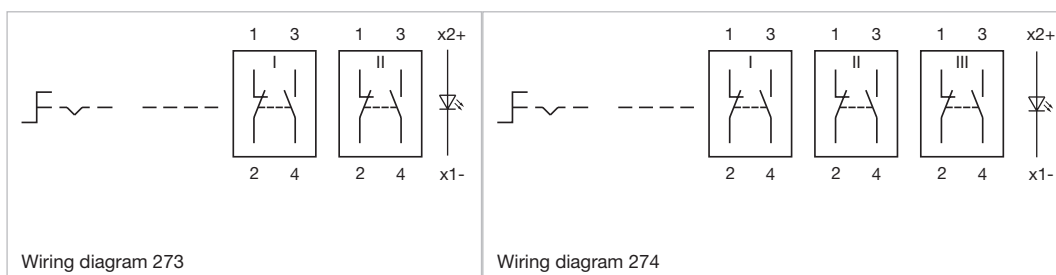 1 3 1 3 x2+
I II
2 4 2 4 x1-
Wiring diagram 273
1 3 1 3 1 3 x2+
I II III
2 4 2 4 2 4 x1-
Wiring diagram 274